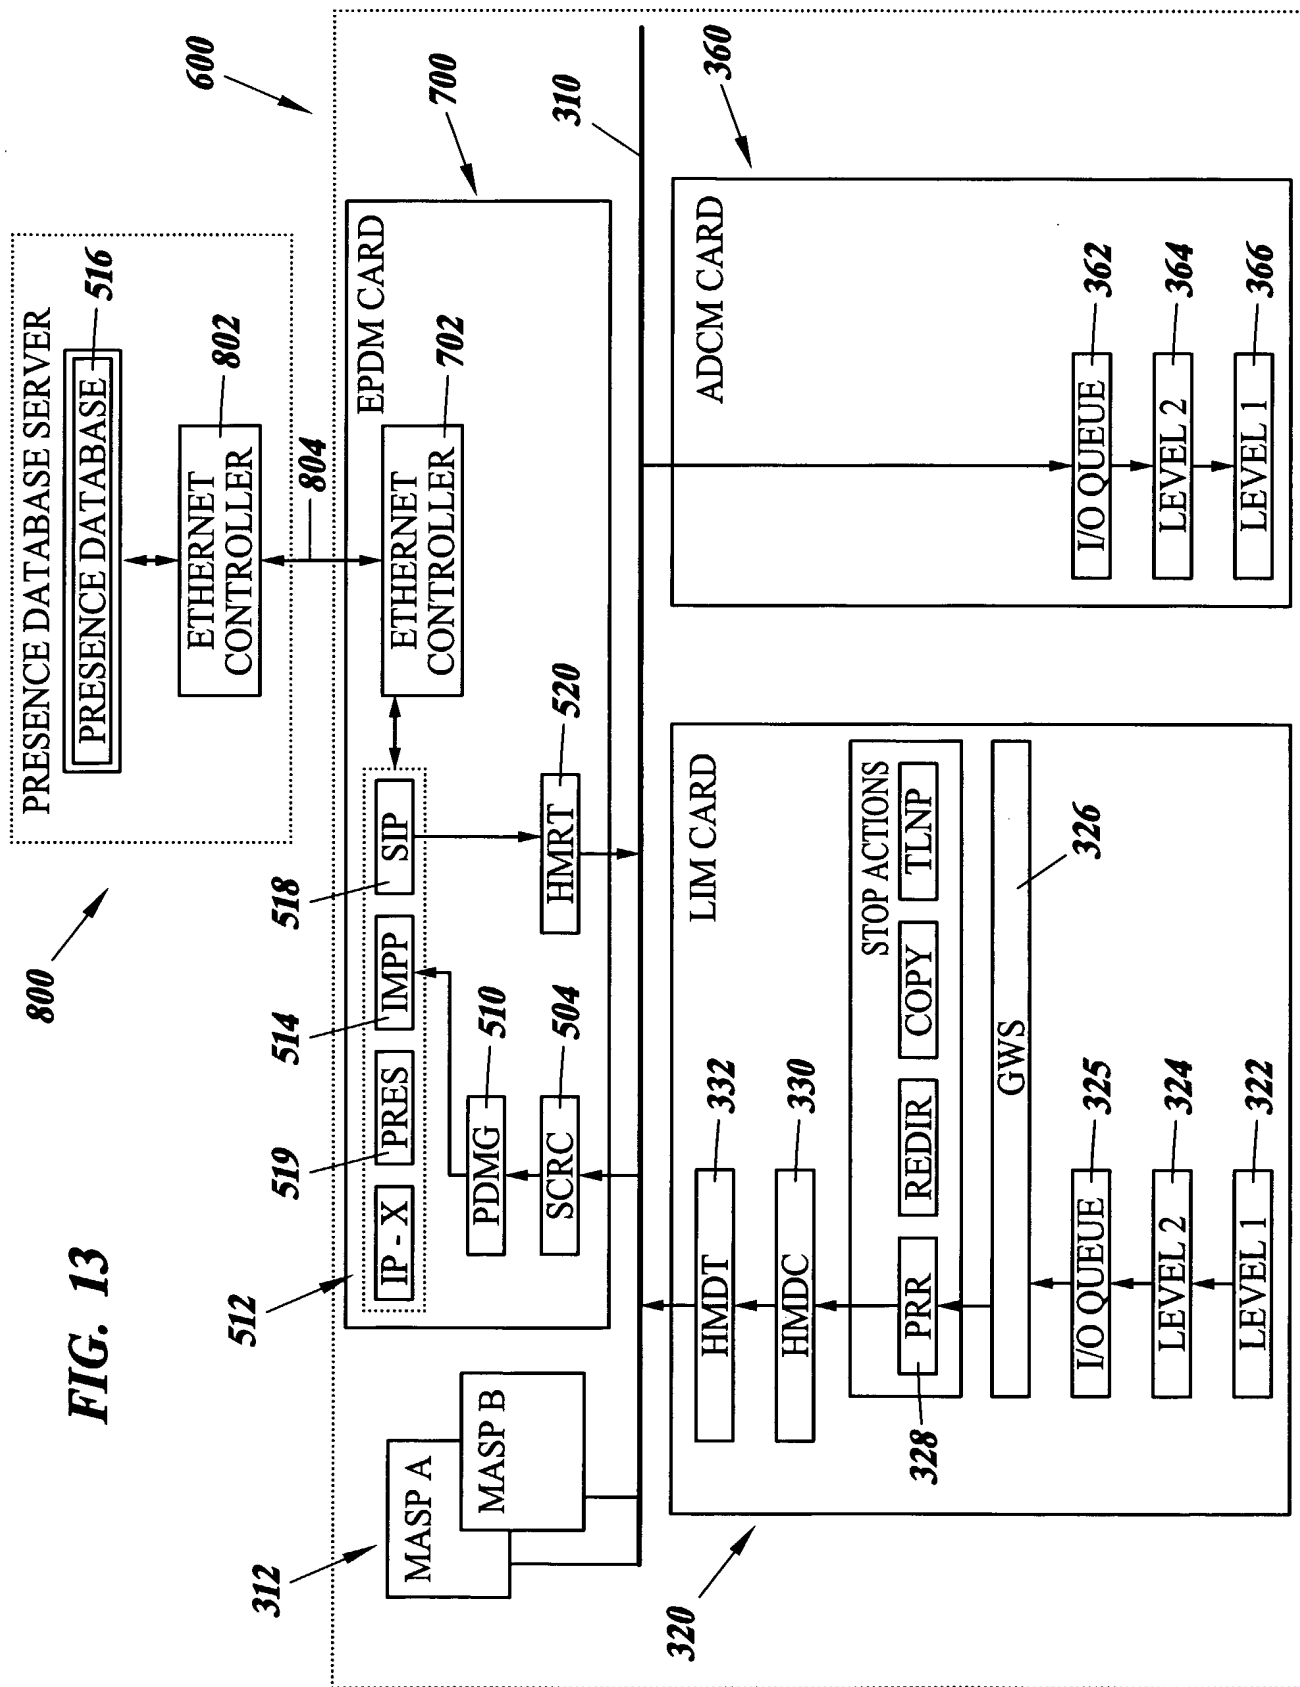 FIG. 13
800
PRESENCE DATABASE SERVER
PRESENCE DATABASE
516
ETHERNET
CONTROLLER
802
804
600
312
MASP A
MASP B
512
EPDM CARD
700
IP - X
PRES
IMPP
SIP
519
514
518
ETHERNET
CONTROLLER
702
PDMG
510
SCRC
504
HMRT
520
310
320
LIM CARD
HMDT
332
HMDC
330
STOP ACTIONS
PRR
REDIR
COPY
TLNP
328
GWS
326
I/O QUEUE
325
LEVEL 2
324
LEVEL 1
322
ADCM CARD
360
I/O QUEUE
362
LEVEL 2
364
LEVEL 1
366